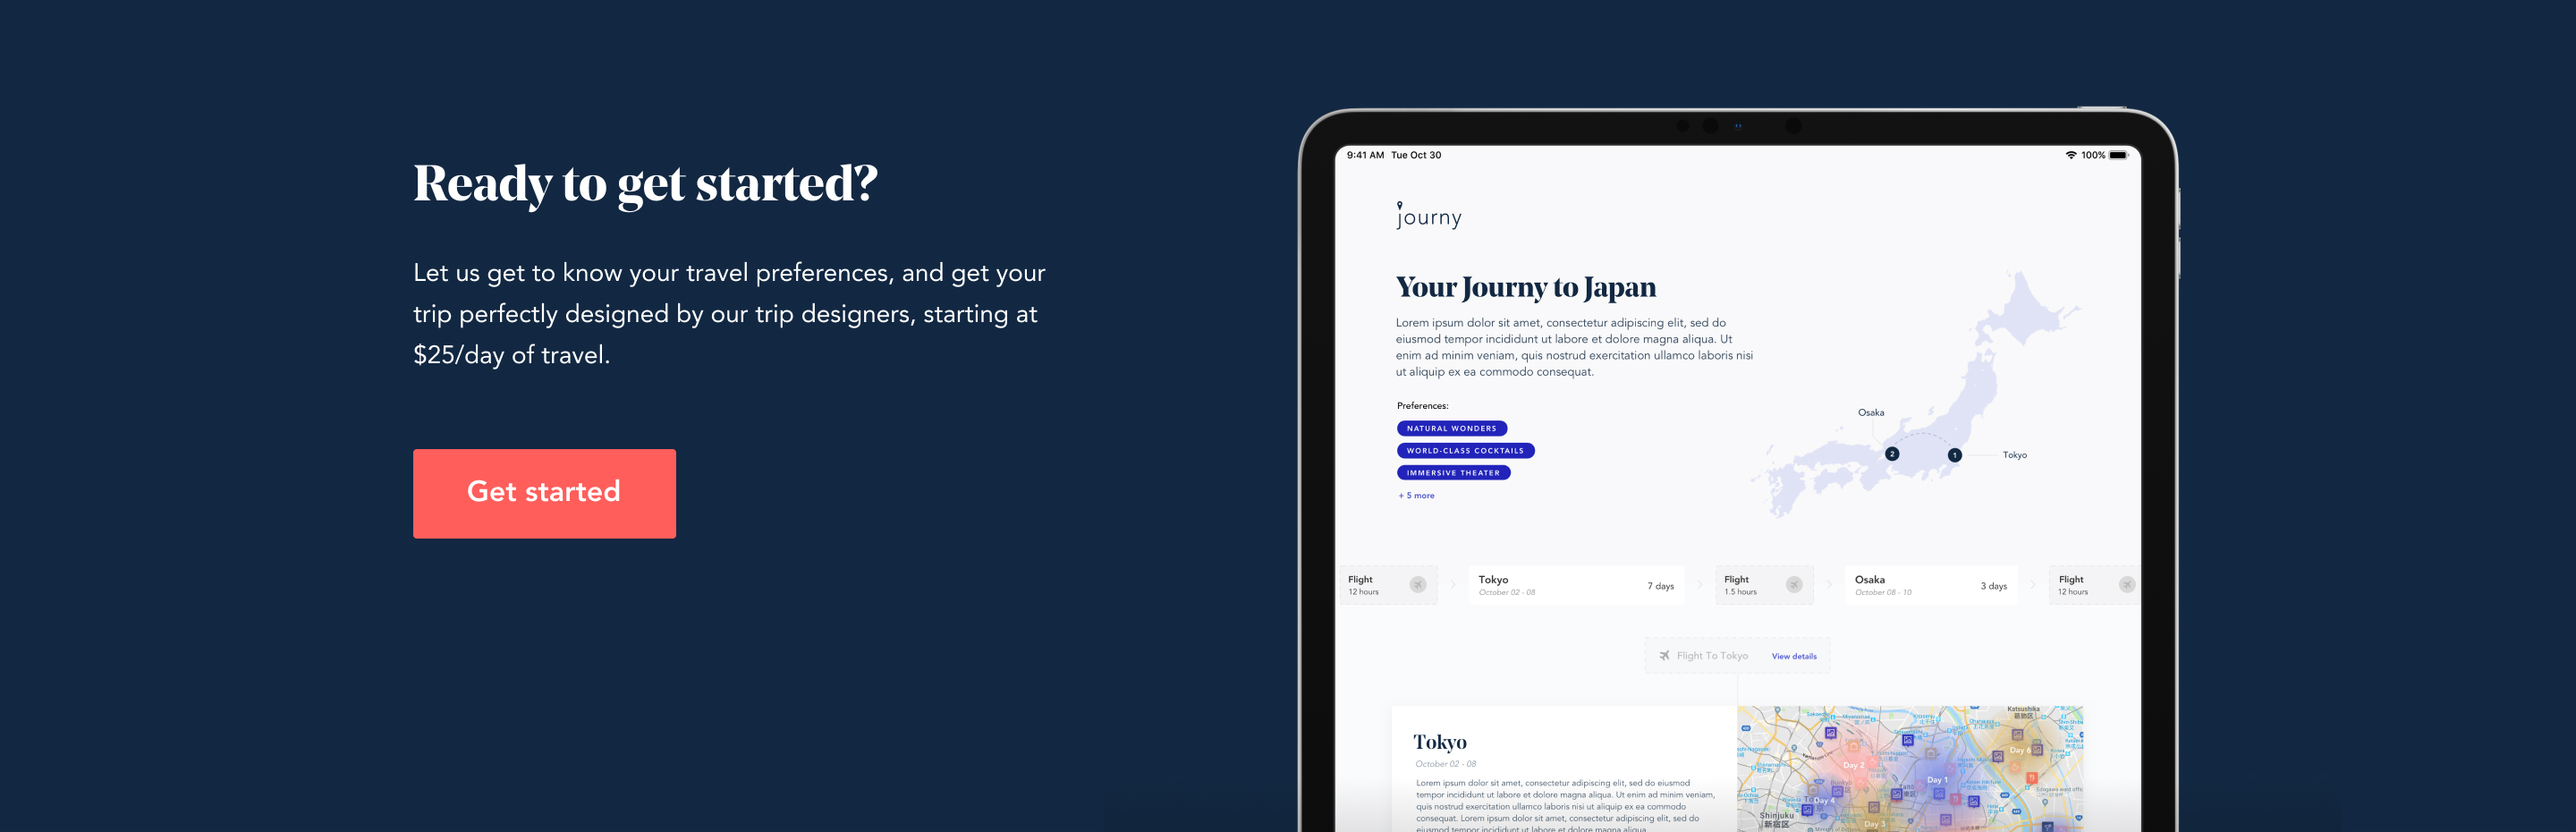 Ready to get started?
Let us get to know your travel preferences, and get your
trip perfectly designed by our trip designers, starting at
$25/day of travel.
Get started
9:41 AM Tue Oct 30
100%
journy
Your Journy to Japan
Lorem ipsum dolor sit amet, consectetur adipiscing elit, sed do
eiusmod tempor incididunt ut labore et dolore magna aliqua. Ut
enim ad minim veniam, quis nostrud exercitation ullamco laboris nisi
ut aliquip ex ea commodo consequat.
Preferences:
NATURAL WONDERS
WORLD-CLASS COCKTAILS
IMMERSIVE THEATER
+ 5 more
Osaka
2
1
Tokyo
Flight
12 hours
Tokyo
October 02 - 08
7 days
Flight
1.5 hours
Osaka
October 08 - 10
3 days
Flight
12 hours
Flight To Tokyo
View details
Tokyo
October 02 - 08
Lorem ipsum dolor sit amet, consectetur adipiscing elit, sed do eiusmod
tempor incididunt ut labore et dolore magna aliqua. Ut enim ad minim veniam,
quis nostrud exercitation ullamco laboris nisi ut aliquip ex ea commodo
consequat. Lorem ipsum dolor sit amet, consectetur adipiscing elit, sed do
eiusmod tempor incididunt ut labore et dolore magna aliqua.
Katsushika
葛飾区
Day 6
Day 2
Day 1
Day 4
Shinjuku
新宿区
Day 3